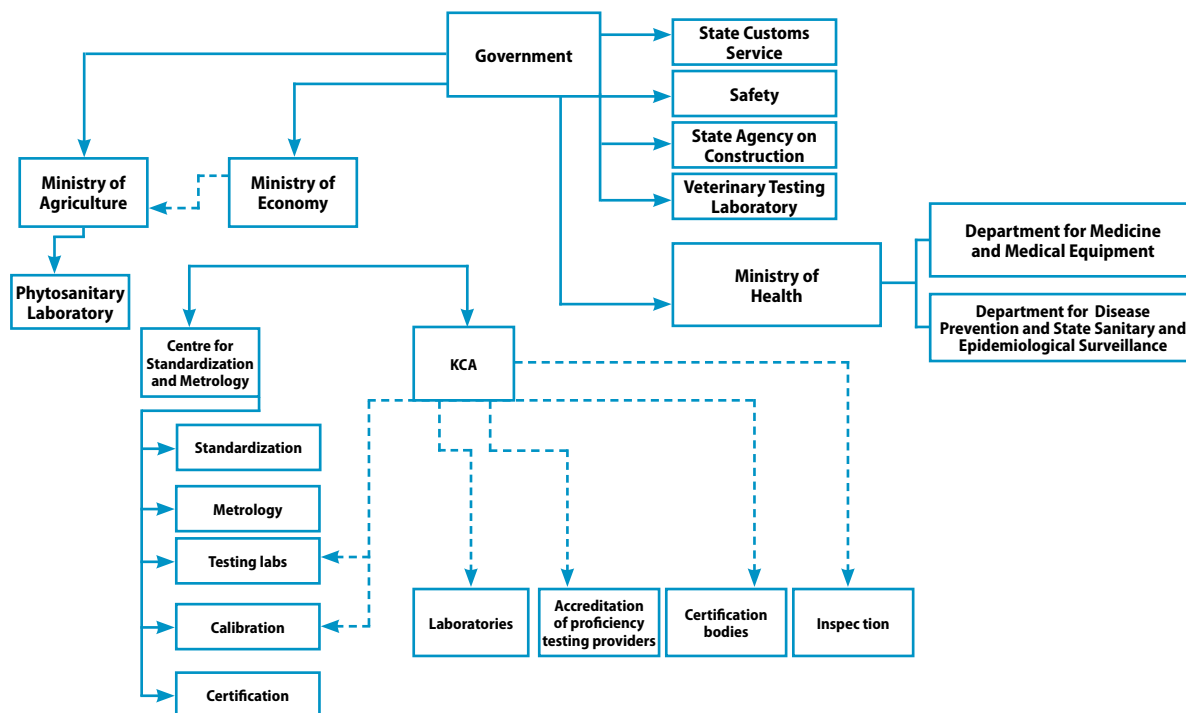 Government
State Customs
Service
Safety
State Agency on
Construction
Veterinary Testing
Laboratory
Ministry of
Agriculture
Ministry of
Economy
Phytosanitary
Laboratory
Ministry of
Health
Department for Medicine
and Medical Equipment
Department for Disease
Prevention and State Sanitary and
Epidemiological Surveillance
Centre for
Standardization
and Metrology
KCA
Standardization
Metrology
Testing labs
Calibration
Certification
Laboratories
Accreditation
of proficiency
testing providers
Certification
bodies
Inspec tion